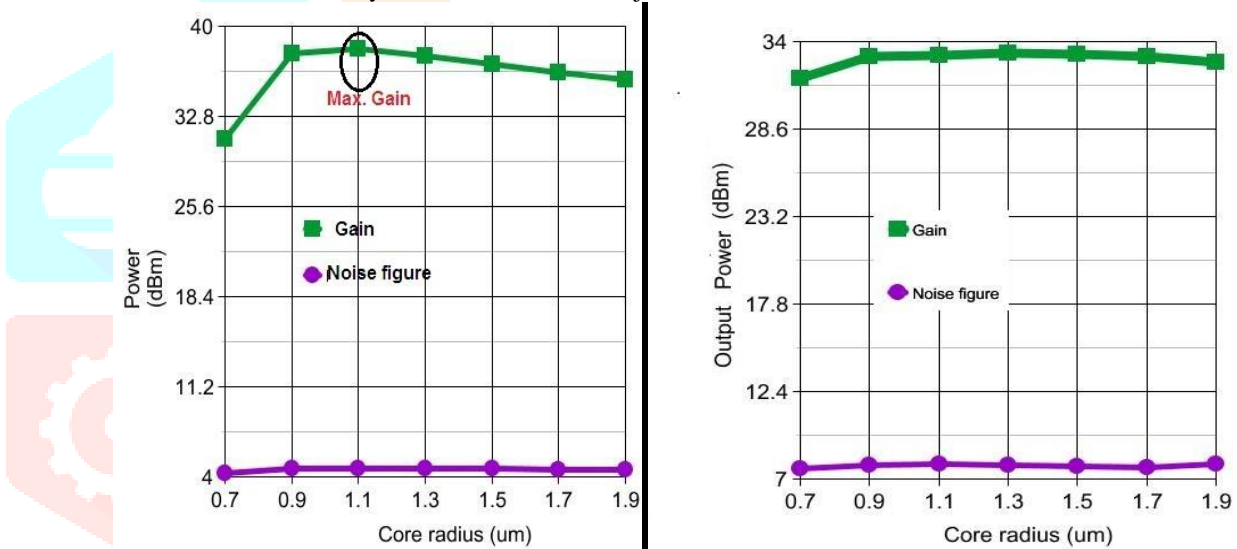 40
32.8
25.6
18.4
11.2
4
Power
(dBm)
Max. Gain
Gain
Noise figure
0.7 0.9 1.1 1.3 1.5 1.7 1.9
Core radius (um)
34
28.6
23.2
17.8
12.4
7
Output Power (dBm)
Gain
Noise figure
0.7 0.9 1.1 1.3 1.5 1.7 1.9
Core radius (um)